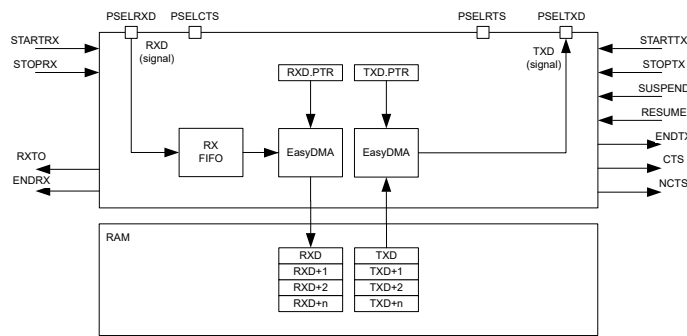 PSELRXD
PSELCTS
PSELRTS
PSELTXD
STARTRX
STOPRX
RXD
(signal)
RXD.PTR
TXD.PTR
TXD
(signal)
STARTTX
STOPTX
SUSPEND
RESUME
RX
FIFO
EasyDMA
EasyDMA
ENDTX
CTS
NCTS
RXTO
ENDRX
RAM
RXD
RXD+1
RXD+2
RXD+n
TXD
TXD+1
TXD+2
TXD+n